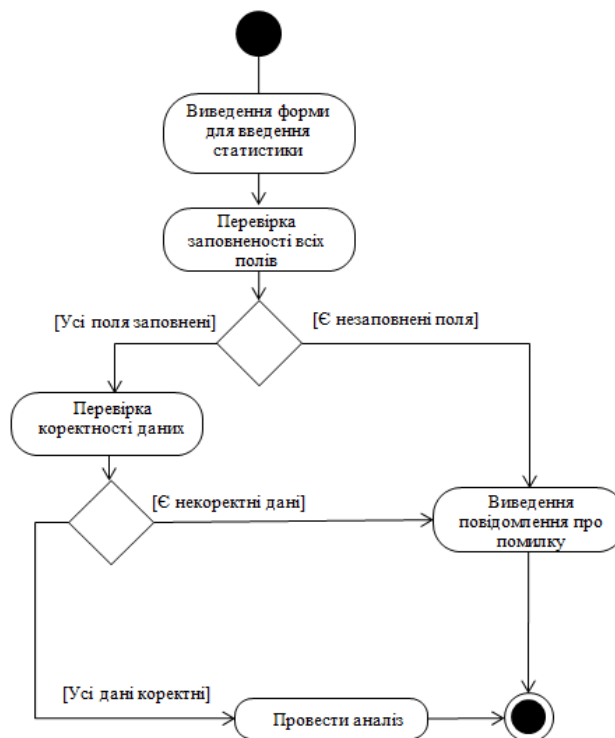 Виведення форми
для введення
статистики
Перевірка
заповненості всіх
полів
[Усі поля заповнені]
[Є незаповнені поля]
Перевірка
коректності даних
[Є некоректні дані]
Виведення
повідомлення про
помилку
[Усі дані коректні]
Провести аналіз